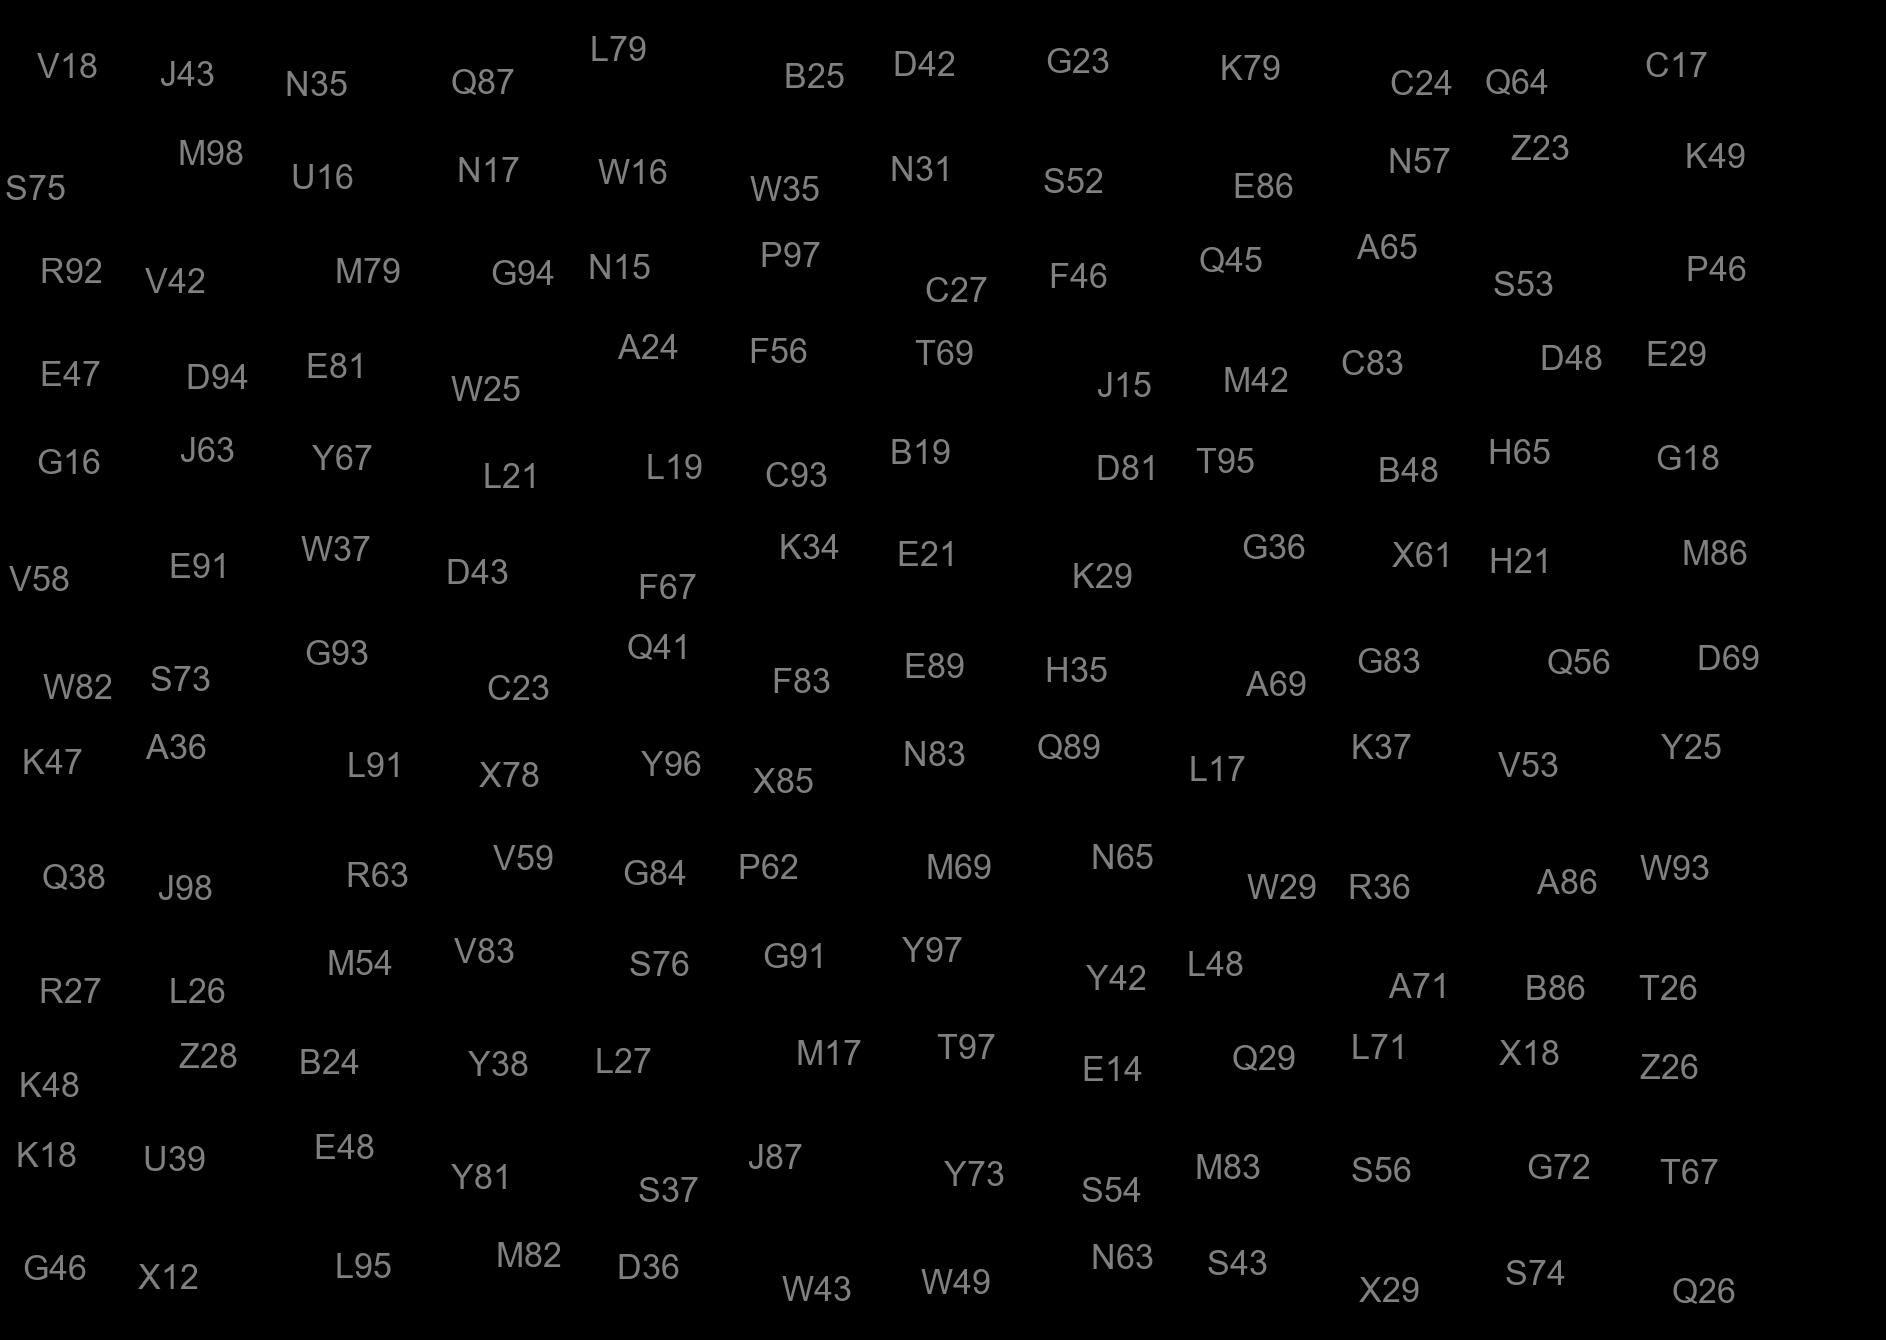 V18 J43 N35 Q87 L79 B25 D42 G23 K79 C24 Q64 C17
S75 M98 U16 N17 W16 W35 N31 S52 E86 N57 Z23 K49
R92 V42 M79 G94 N15 P97 C27 F46 Q45 A65 S53 P46
E47 D94 E81 W25 A24 F56 T69 J15 M42 C83 D48 E29
G16 J63 Y67 L21 L19 C93 B19 D81 T95 B48 H65 G18
V58 E91 W37 D43 F67 K34 E21 K29 G36 X61 H21 M86
W82 S73 G93 C23 Q41 F83 E89 H35 A69 G83 Q56 D69
K47 A36 L91 X78 Y96 X85 N83 Q89 L17 K37 V53 Y25
Q38 J98 R63 V59 G84 P62 M69 N65 W29 R36 A86 W93
R27 L26 M54 V83 S76 G91 Y97 Y42 L48 A71 B86 T26
K48 Z28 B24 Y38 L27 M17 T97 E14 Q29 L71 X18 Z26
K18 U39 E48 Y81 S37 J87 Y73 S54 M83 S56 G72 T67
G46 X12 L95 M82 D36 W43 W49 N63 S43 X29 S74 Q26